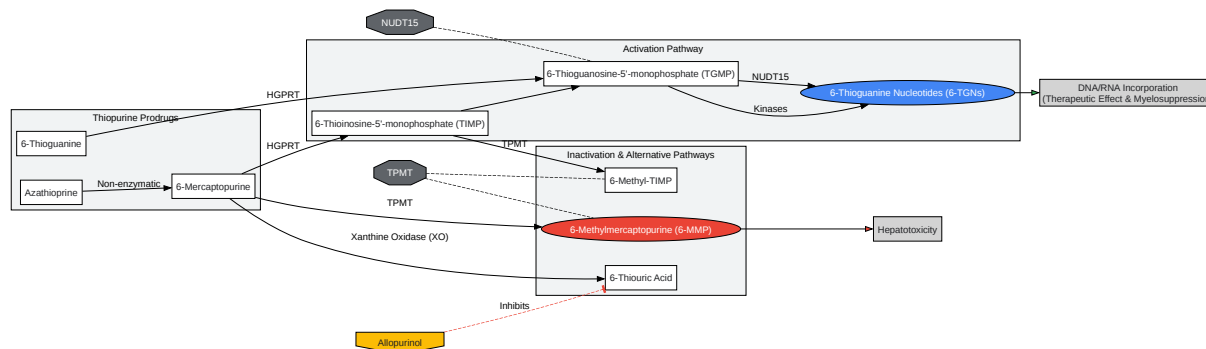 NUDT15
Activation Pathway
6-Thioguanosine-5'-monophosphate (TGMP)
NUDT15
6-Thioguanine Nucleotides (6-TGNs)
DNA/RNA Incorporation
(Therapeutic Effect & Myelosuppression
HGPRT
Kinases
Thiopurine Prodrugs
6-Thioinosine-5'-monophosphate (TIMP)
6-Thioguanine
HGPRT
TPMT
Inactivation & Alternative Pathways
TPMT
6-Methyl-TIMP
Azathioprine
Non-enzymatic
6-Mercaptopurine
TPMT
6-Methylmercaptopurine (6-MMP)
Hepatotoxicity
Xanthine Oxidase (XO)
6-Thiouric Acid
Inhibits
Allopurinol